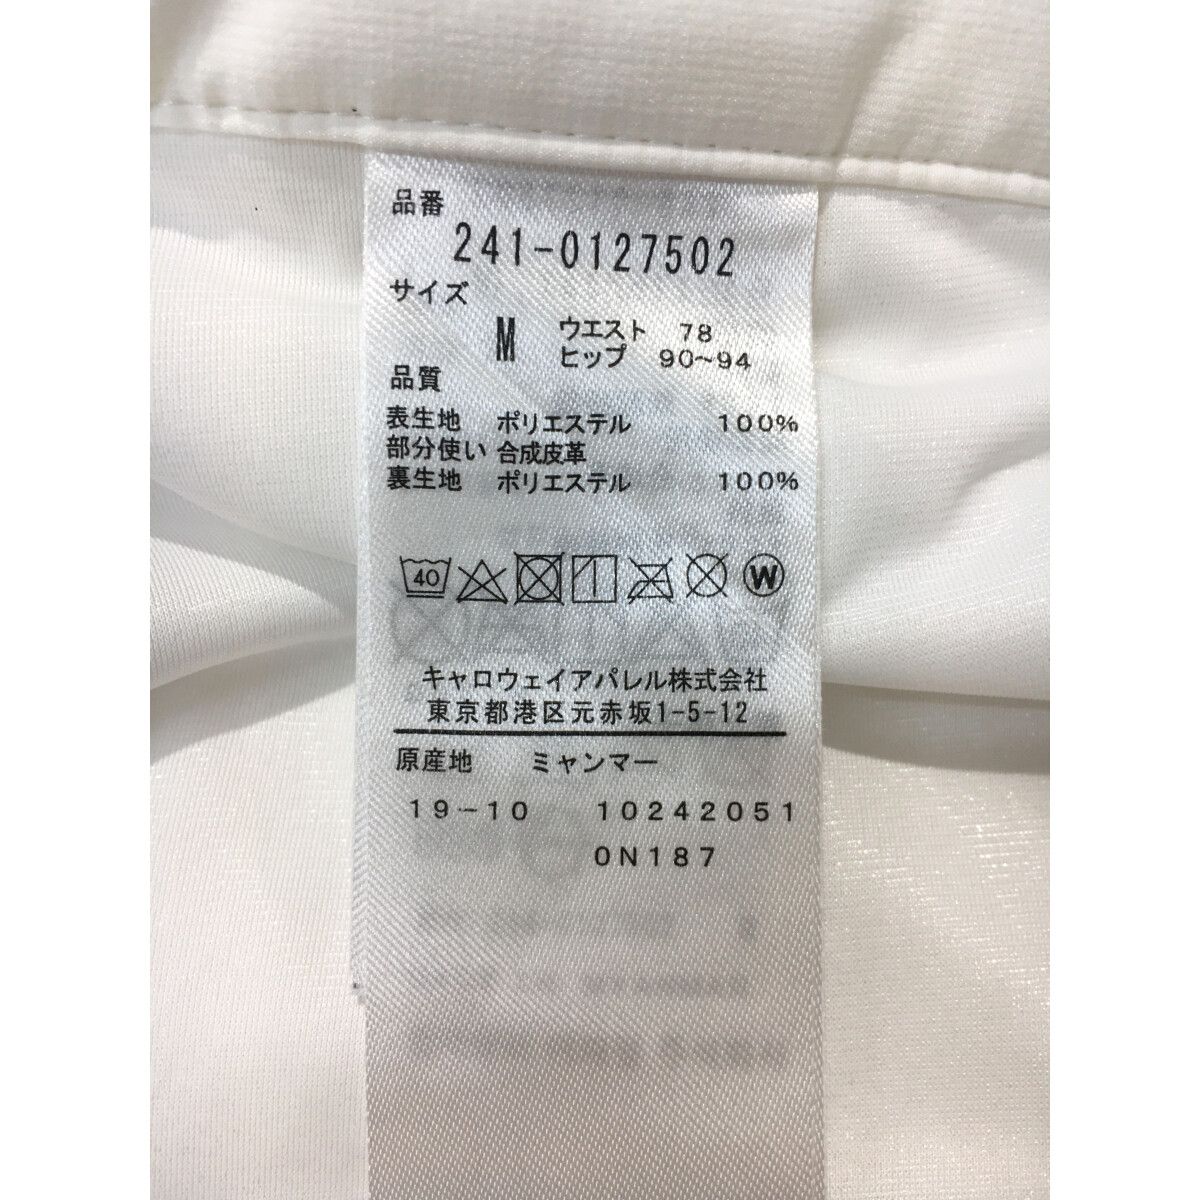 品番
241-0127502
サイズ
M ウエスト 78
ヒップ 90~94
品質
表生地 ポリエステル 100%
部分使い 合成皮革
裏生地 ポリエステル 100%
40 W
キャロウェイアパレル株式会社
東京都港区元赤坂1-5-12
原産地 ミャンマー
19-10 10242051
0N187